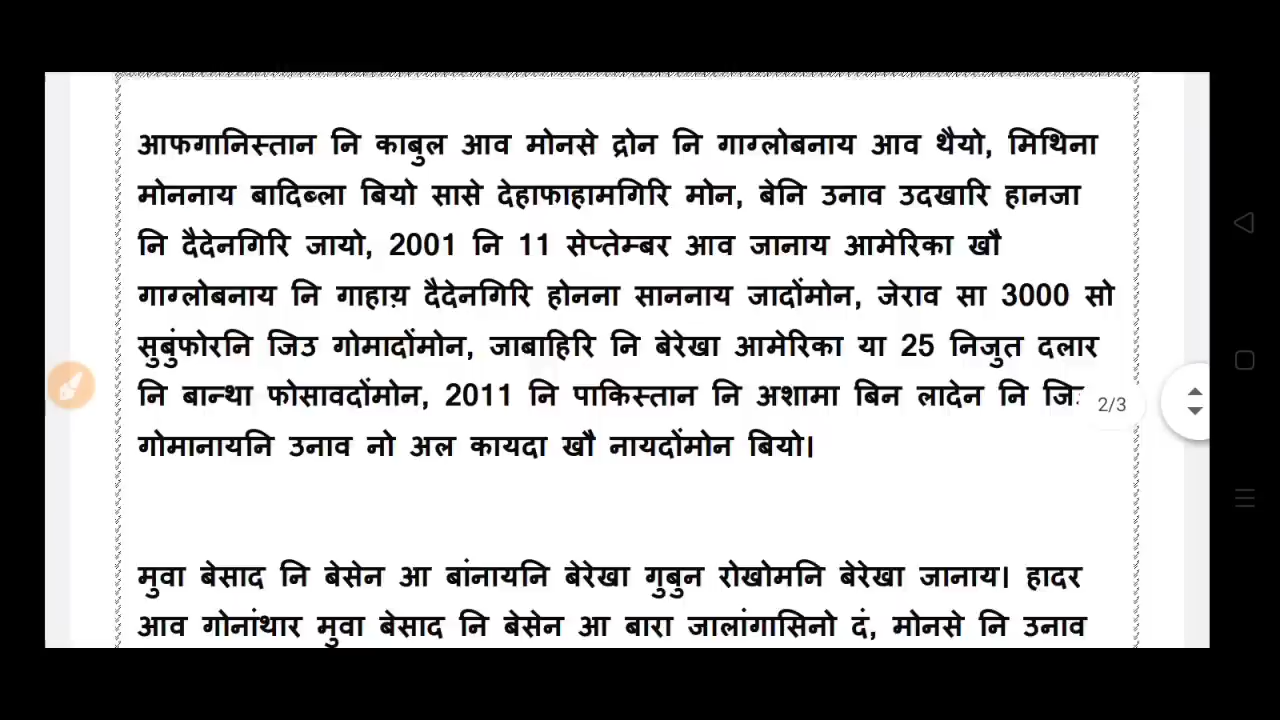 आफगानिस्तान नि काबुल आव मोनसे द्रोन नि गाग्लोबनाय आव थैयो, मिथिना
मोननाय बादिब्ला बियो सासे देहाफाहामगिरि मोन, बेनि उनाव उदखारि हानजा
नि दैदेनगिरि जायो, 2001 नि 11 सेप्तेम्बर आव जानाय आमेरिका खौ
गाग्लोबनाय नि गाहाय़ दैदेनगिरि होनना साननाय जादोंमोन, जेराव सा 3000 सो
सुबुंफोरनि जिउ गोमादोंमोन, जाबाहिरि नि बेरेखा आमेरिका या 25 निजुत दलार
नि बान्था फोसावदोंमोन, 2011 नि पाकिस्तान नि अशामा बिन लादेन नि
2/3
गोमानायनि उनाव नो अल कायदा खौ नायदोंमोन बियो।
मुवा बेसाद नि बेसेन आ बांनायनि बेरेखा गुबुन रोखोमनि बेरेखा जानाय। हादर
आव गोनांथार मुवा बेसाद नि बेसेन आ बारा जालांगासिनो दं, मोनसे नि उनाव